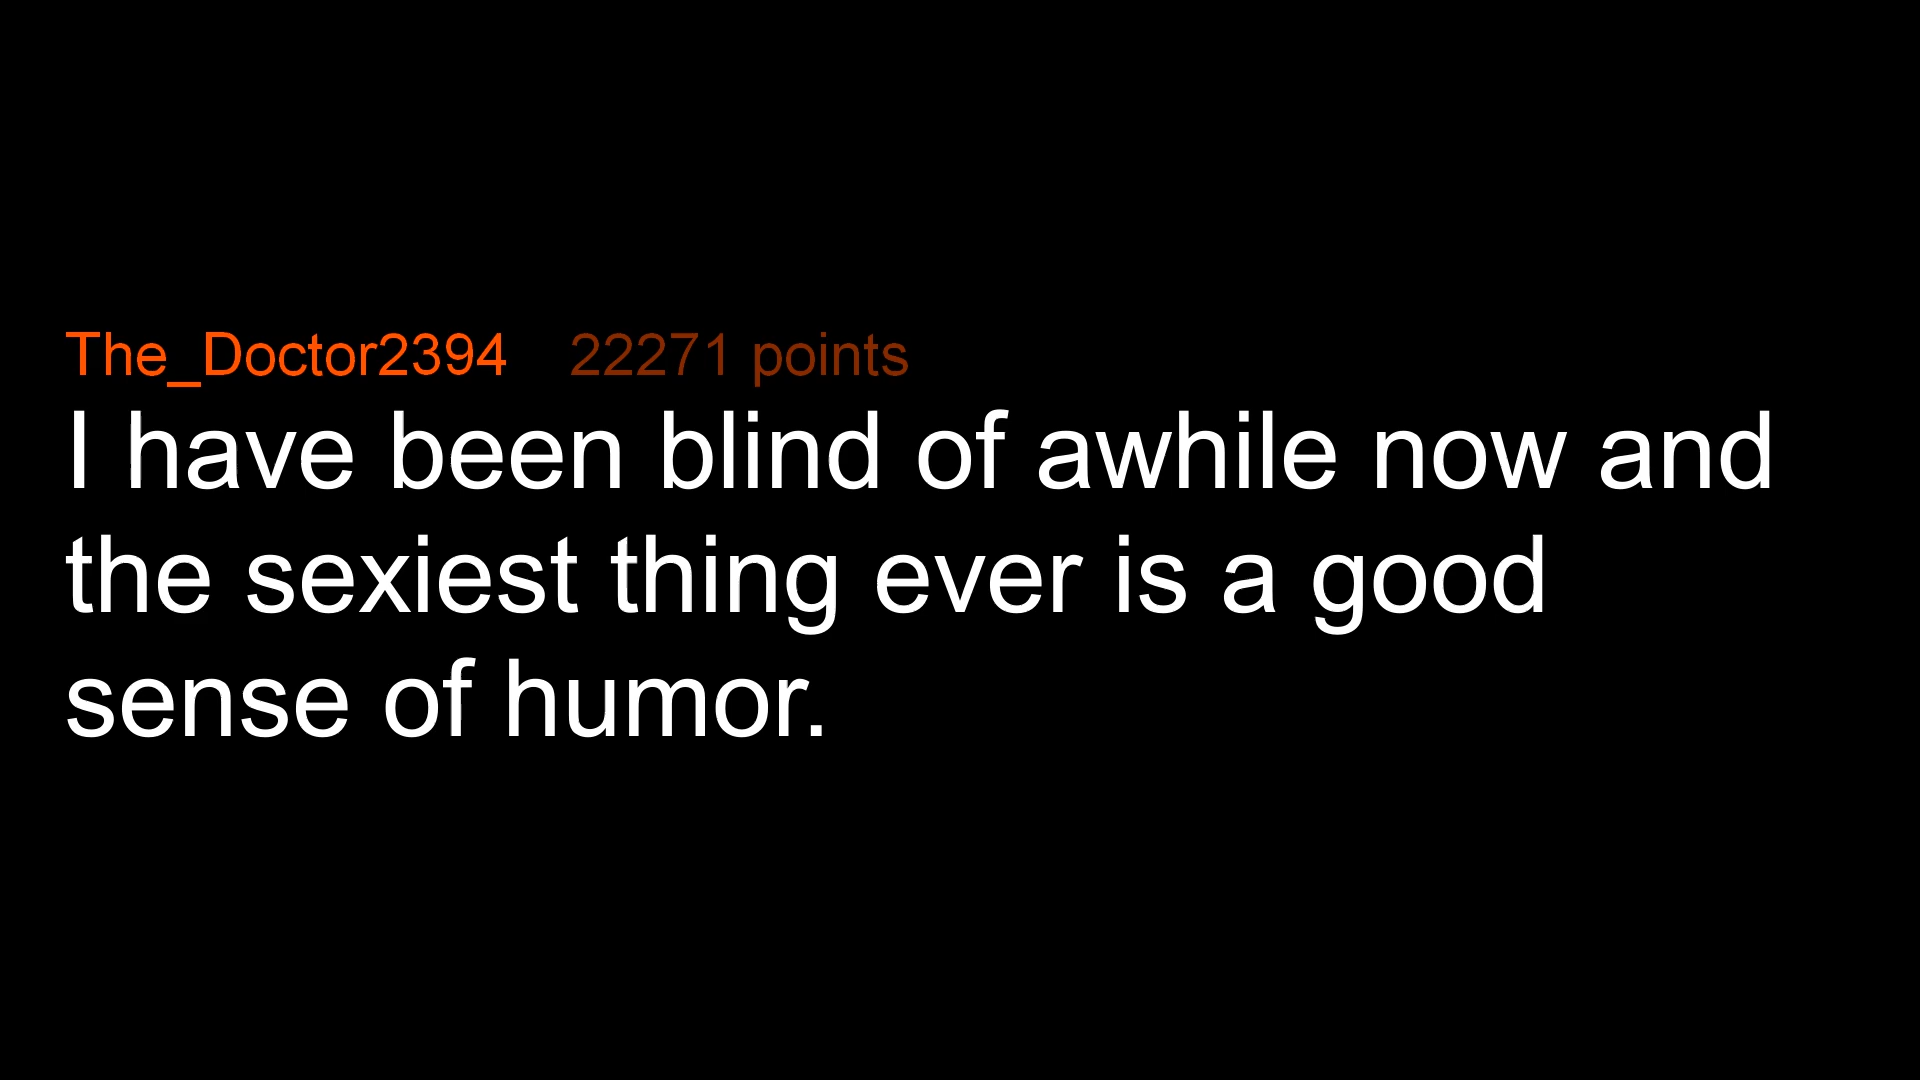 The_Doctor2394 22271 points
I have been blind of awhile now and
the sexiest thing ever is a good
sense of humor.